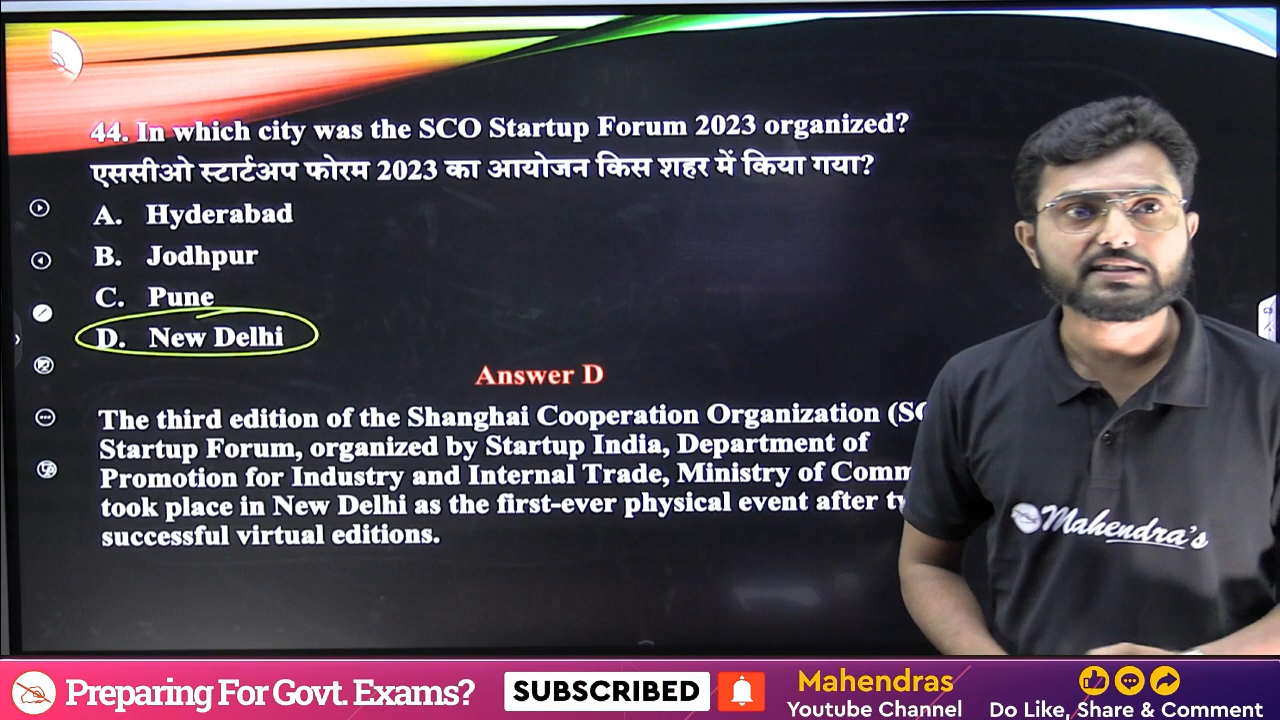 44. In which city was the SCO Startup Forum 2023 organized?
एससीओ स्टार्टअप फोरम 2023 का आयोजन किस शहर में किया गया?
A. Hyderabad
B. Jodhpur
C. Pune
D. New Delhi
Answer D
The third edition of the Shanghai Cooperation Organization (SC
Startup Forum, organized by Startup India, Department of
Promotion for Industry and Internal Trade, Ministry of Comm
took place in New Delhi as the first-ever physical event after tw
successful virtual editions.
Mahendra's
Preparing For Govt. Exams?
SUBSCRIBED
Mahendras
Youtube Channel
Do Like, Share & Comment